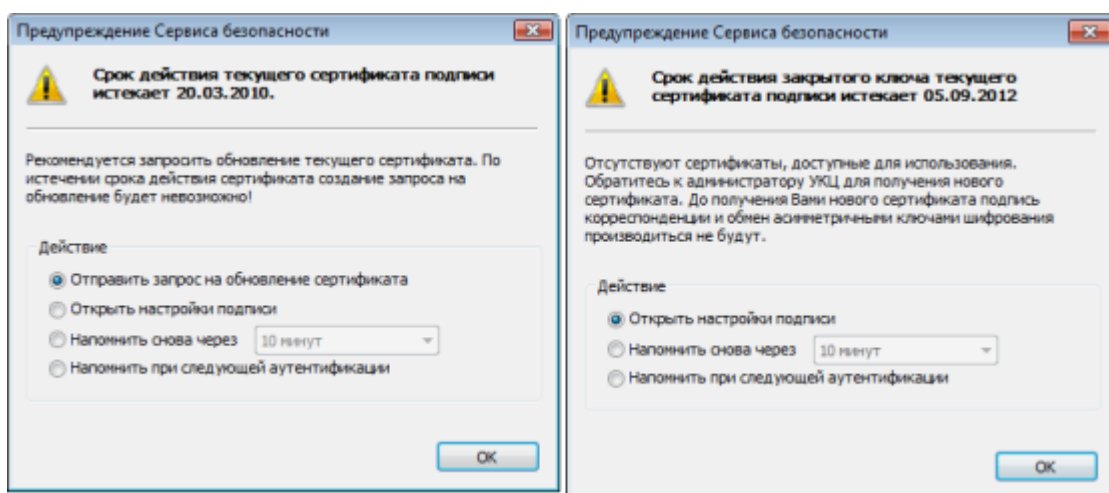 Предупреждение Сервиса безопасности
Срок действия текущего сертификата подписи
истекает 20.03.2010.
Рекомендуется запросить обновление текущего сертификата. По
истечении срока действия сертификата создание запроса на
обновление будет невозможно!
Действие
Отправить запрос на обновление сертификата
Открыть настройки подписи
Напомнить снова через 10 минут
Напомнить при следующей аутентификации
OK
Предупреждение Сервиса безопасности
Срок действия закрытого ключа текущего
сертификата подписи истекает 05.09.2012
Отсутствуют сертификаты, доступные для использования.
Обратитесь к администратору УКЦ для получения нового
сертификата. До получения Вами нового сертификата подпись
корреспонденции и обмен асимметричными ключами шифрования
производиться не будут.
Действие
Открыть настройки подписи
Напомнить снова через 10 минут
Напомнить при следующей аутентификации
OK